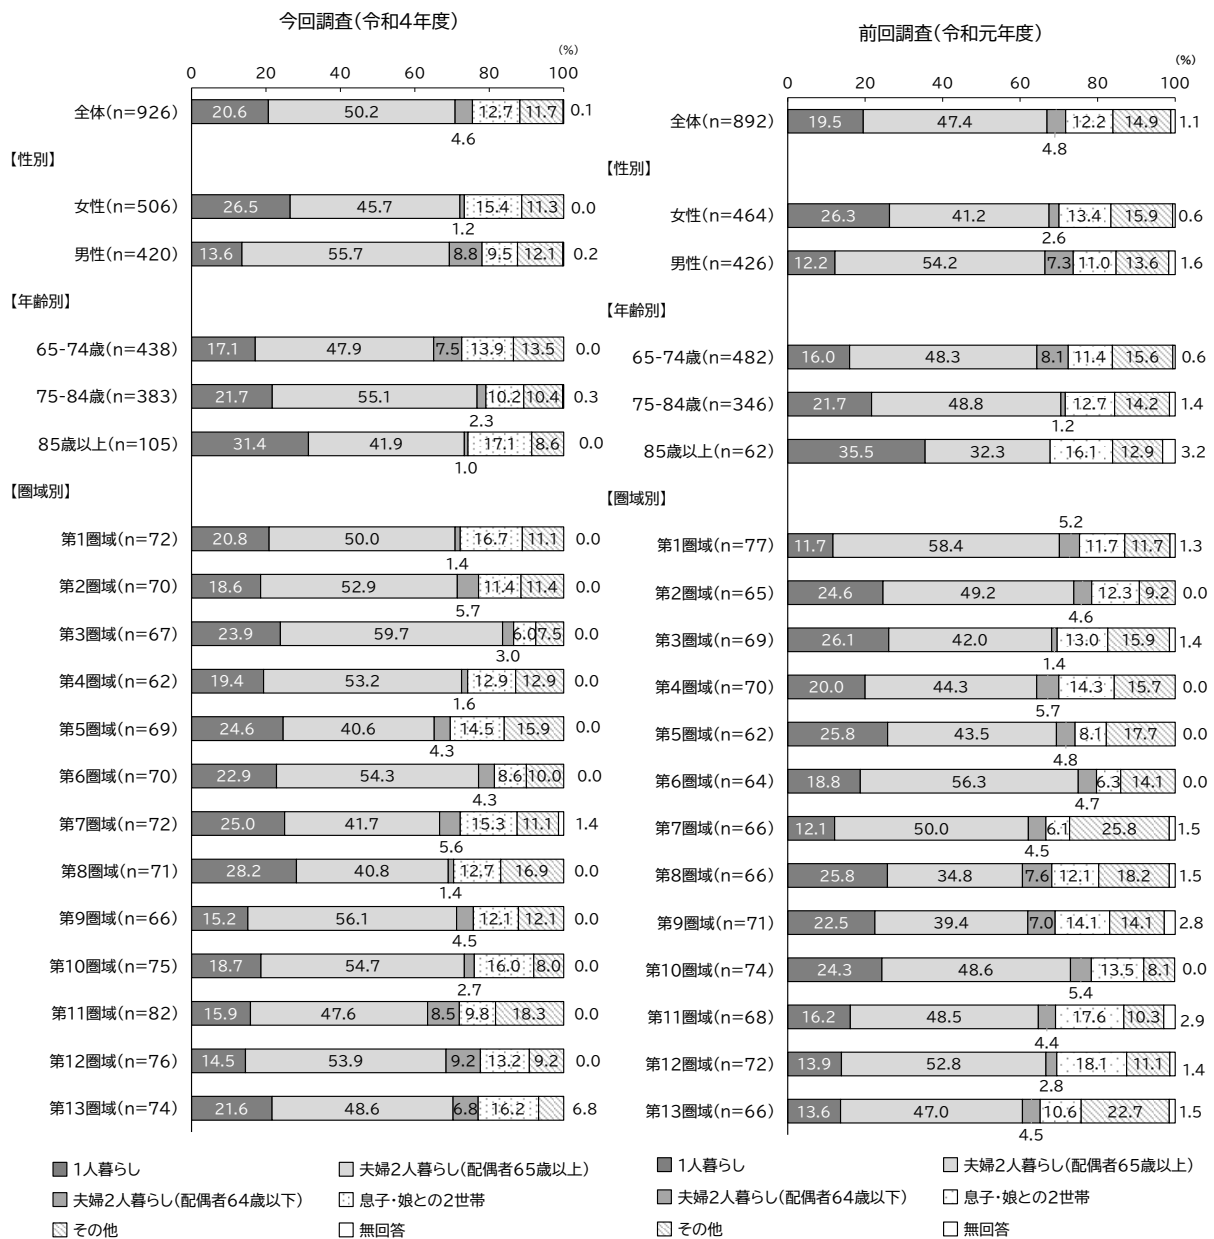 今回調査(令和4年度)
(%)
0 20 40 60 80 100
全体(n=926) 20.6 50.2 12.7 11.7 0.1
4.6
【性別】
女性(n=506) 26.5 45.7 15.4 11.3 0.0
1.2
男性(n=420) 13.6 55.7 8.8 9.5 12.1 0.2
【年齢別】
65-74歳(n=438) 17.1 47.9 7.5 13.9 13.5 0.0
75-84歳(n=383) 21.7 55.1 10.2 10.4 0.3
2.3
85歳以上(n=105) 31.4 41.9 17.1 8.6 0.0
1.0
【圏域別】
第1圏域(n=72) 20.8 50.0 16.7 11.1 0.0
1.4
第2圏域(n=70) 18.6 52.9 11.4 11.4 0.0
5.7
第3圏域(n=67) 23.9 59.7 6.0 7.5 0.0
3.0
第4圏域(n=62) 19.4 53.2 12.9 12.9 0.0
1.6
第5圏域(n=69) 24.6 40.6 14.5 15.9 0.0
4.3
第6圏域(n=70) 22.9 54.3 8.6 10.0 0.0
4.3
第7圏域(n=72) 25.0 41.7 15.3 11.1 1.4
5.6
第8圏域(n=71) 28.2 40.8 12.7 16.9 0.0
1.4
第9圏域(n=66) 15.2 56.1 12.1 12.1 0.0
4.5
第10圏域(n=75) 18.7 54.7 16.0 8.0 0.0
2.7
第11圏域(n=82) 15.9 47.6 8.5 9.8 18.3 0.0
第12圏域(n=76) 14.5 53.9 9.2 13.2 9.2 0.0
第13圏域(n=74) 21.6 48.6 6.8 16.2 6.8
1人暮らし 夫婦2人暮らし(配偶者65歳以上)
夫婦2人暮らし(配偶者64歳以下) 息子・娘との2世帯
その他 無回答
前回調査(令和元年度)
(%)
0 20 40 60 80 100
全体(n=892) 19.5 47.4 12.2 14.9 1.1
4.8
【性別】
女性(n=464) 26.3 41.2 13.4 15.9 0.6
2.6
男性(n=426) 12.2 54.2 7.3 11.0 13.6 1.6
【年齢別】
65-74歳(n=482) 16.0 48.3 8.1 11.4 15.6 0.6
75-84歳(n=346) 21.7 48.8 12.7 14.2 1.4
1.2
85歳以上(n=62) 35.5 32.3 16.1 12.9 3.2
【圏域別】
5.2
第1圏域(n=77) 11.7 58.4 11.7 11.7 1.3
第2圏域(n=65) 24.6 49.2 12.3 9.2 0.0
4.6
第3圏域(n=69) 26.1 42.0 13.0 15.9 1.4
1.4
第4圏域(n=70) 20.0 44.3 14.3 15.7 0.0
5.7
第5圏域(n=62) 25.8 43.5 8.1 17.7 0.0
4.8
第6圏域(n=64) 18.8 56.3 6.3 14.1 0.0
4.7
第7圏域(n=66) 12.1 50.0 6.1 25.8 1.5
4.5
第8圏域(n=66) 25.8 34.8 7.6 12.1 18.2 1.5
第9圏域(n=71) 22.5 39.4 7.0 14.1 14.1 2.8
第10圏域(n=74) 24.3 48.6 13.5 8.1 0.0
5.4
第11圏域(n=68) 16.2 48.5 17.6 10.3 2.9
4.4
第12圏域(n=72) 13.9 52.8 18.1 11.1 1.4
2.8
第13圏域(n=66) 13.6 47.0 10.6 22.7 1.5
4.5
1人暮らし 夫婦2人暮らし(配偶者65歳以上)
夫婦2人暮らし(配偶者64歳以下) 息子・娘との2世帯
その他 無回答